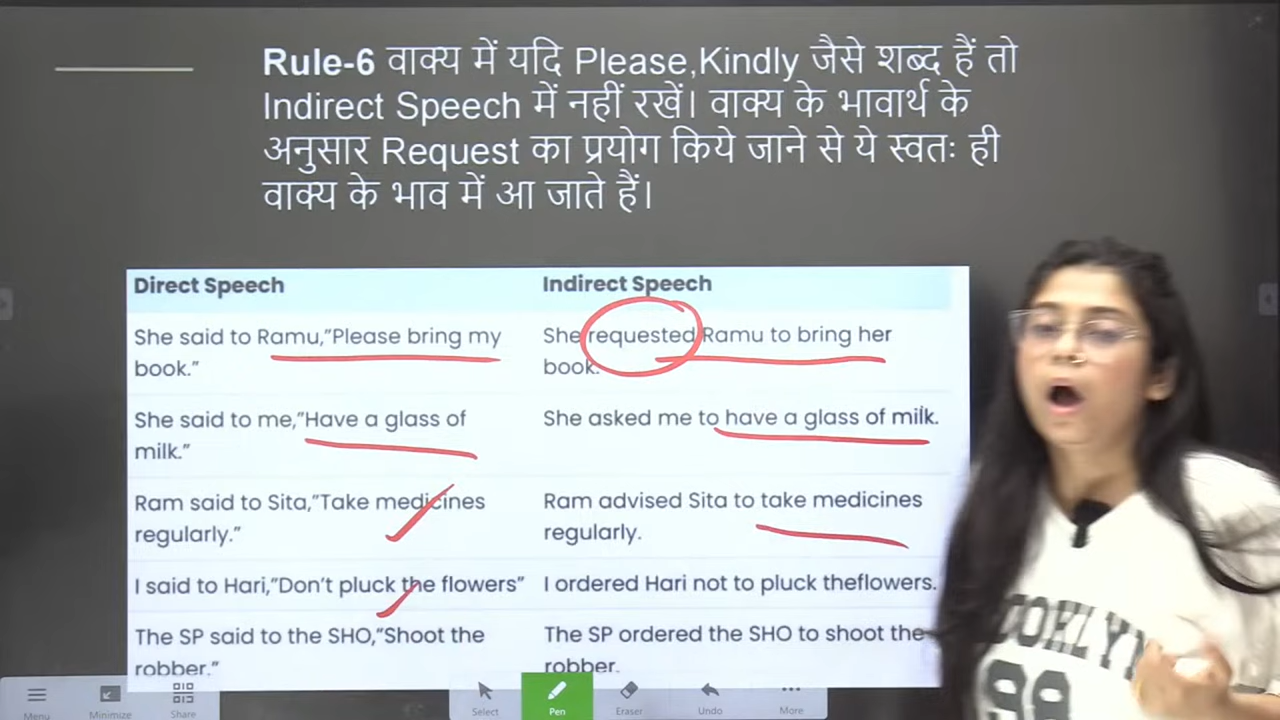 Rule-6 वाक्य में यदि Please,Kindly जैसे शब्द हैं तो
Indirect Speech में नहीं रखें। वाक्य के भावार्थ के
अनुसार Request का प्रयोग किये जाने से ये स्वतः ही
वाक्य के भाव में आ जाते हैं।
Direct Speech
Indirect Speech
She said to Ramu,"Please bring my
book."
She requested Ramu to bring her
book.
She said to me,"Have a glass of
milk."
She asked me to have a glass of milk.
Ram said to Sita,"Take medicines
regularly."
Ram advised Sita to take medicines
regularly.
I said to Hari,"Don't pluck the flowers"
I ordered Hari not to pluck theflowers.
The SP said to the SHO,"Shoot the
robber."
The SP ordered the SHO to shoot the
robber.
OOKLYN
98
Menu
Minimize
Share
Select
Pen
Eraser
Undo
More